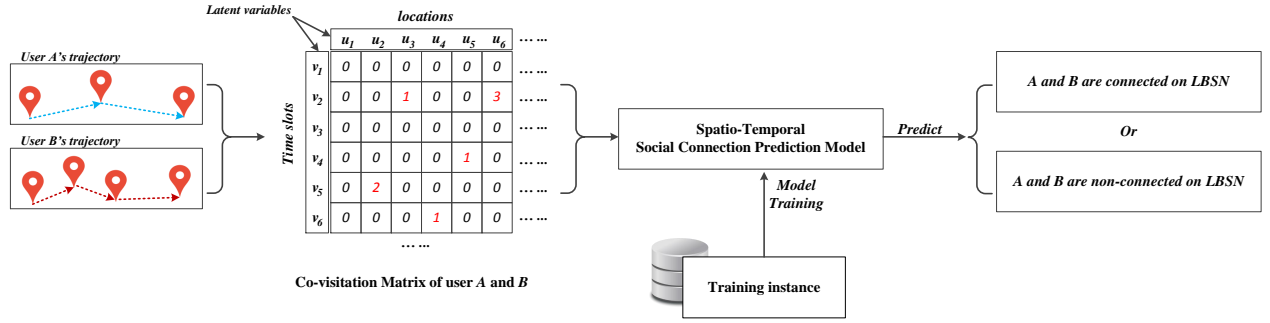 Latent variables
locations
u1 u2 u3 u4 u5 u6 ... ...
User A's trajectory
User B's trajectory
Time slots
v1 0 0 0 0 0 0 ... ...
v2 0 0 1 0 0 3 ... ...
v3 0 0 0 0 0 0 ... ...
v4 0 0 0 0 1 0 ... ...
v5 0 2 0 0 0 0 ... ...
v6 0 0 0 1 0 0 ... ...
... ...
Co-visitation Matrix of user A and B
Spatio-Temporal
Social Connection Prediction Model
Model
Training
Training instance
Predict
A and B are connected on LBSN
Or
A and B are non-connected on LBSN